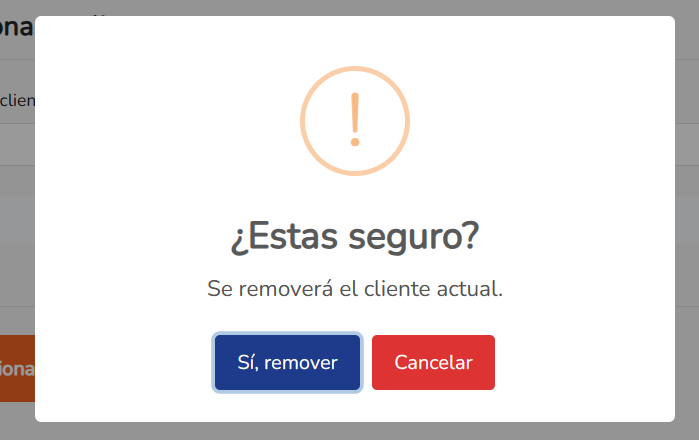 ¿Estas seguro?
Se removerá el cliente actual.
Sí, remover
Cancelar